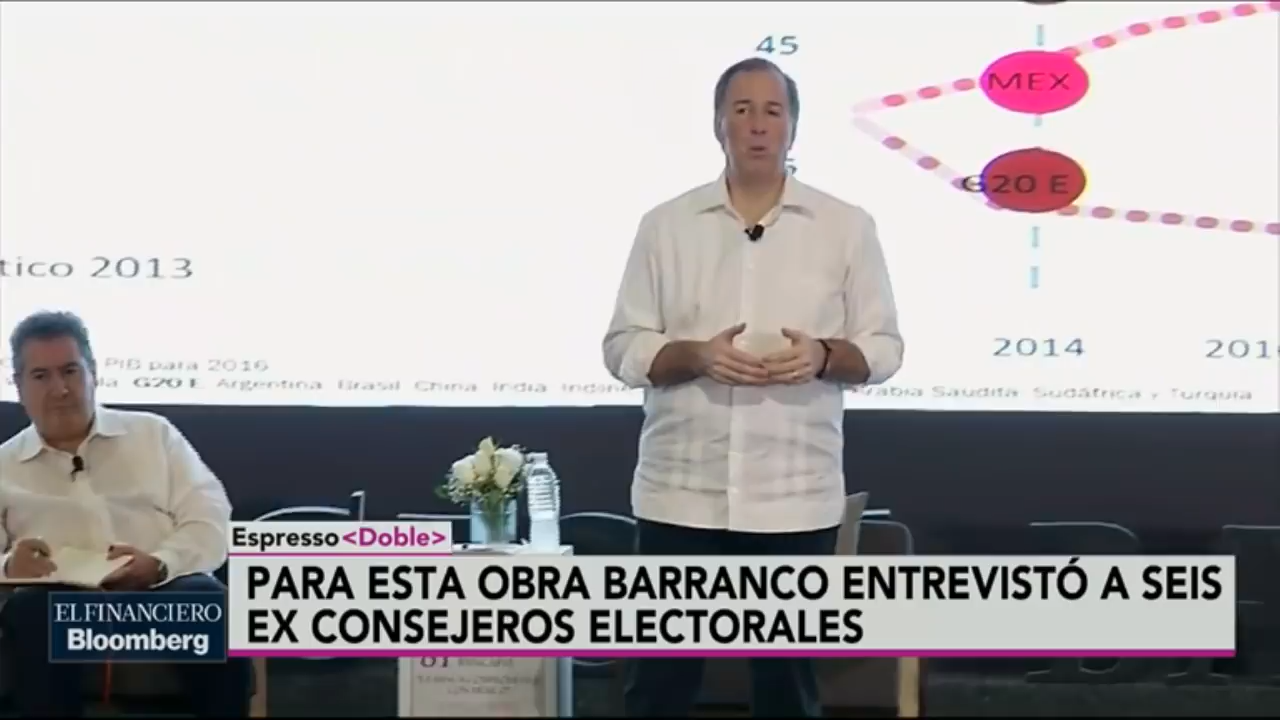 45
MEX
G20 E
tico 2013
2014
PIB para 2016
G20 E Argentina Brasil China India
Arabia Saudita Sudáfrica y Turquía
Espresso <Doble>
PARA ESTA OBRA BARRANCO ENTREVISTÓ A SEIS
EX CONSEJEROS ELECTORALES
EL FINANCIERO
Bloomberg